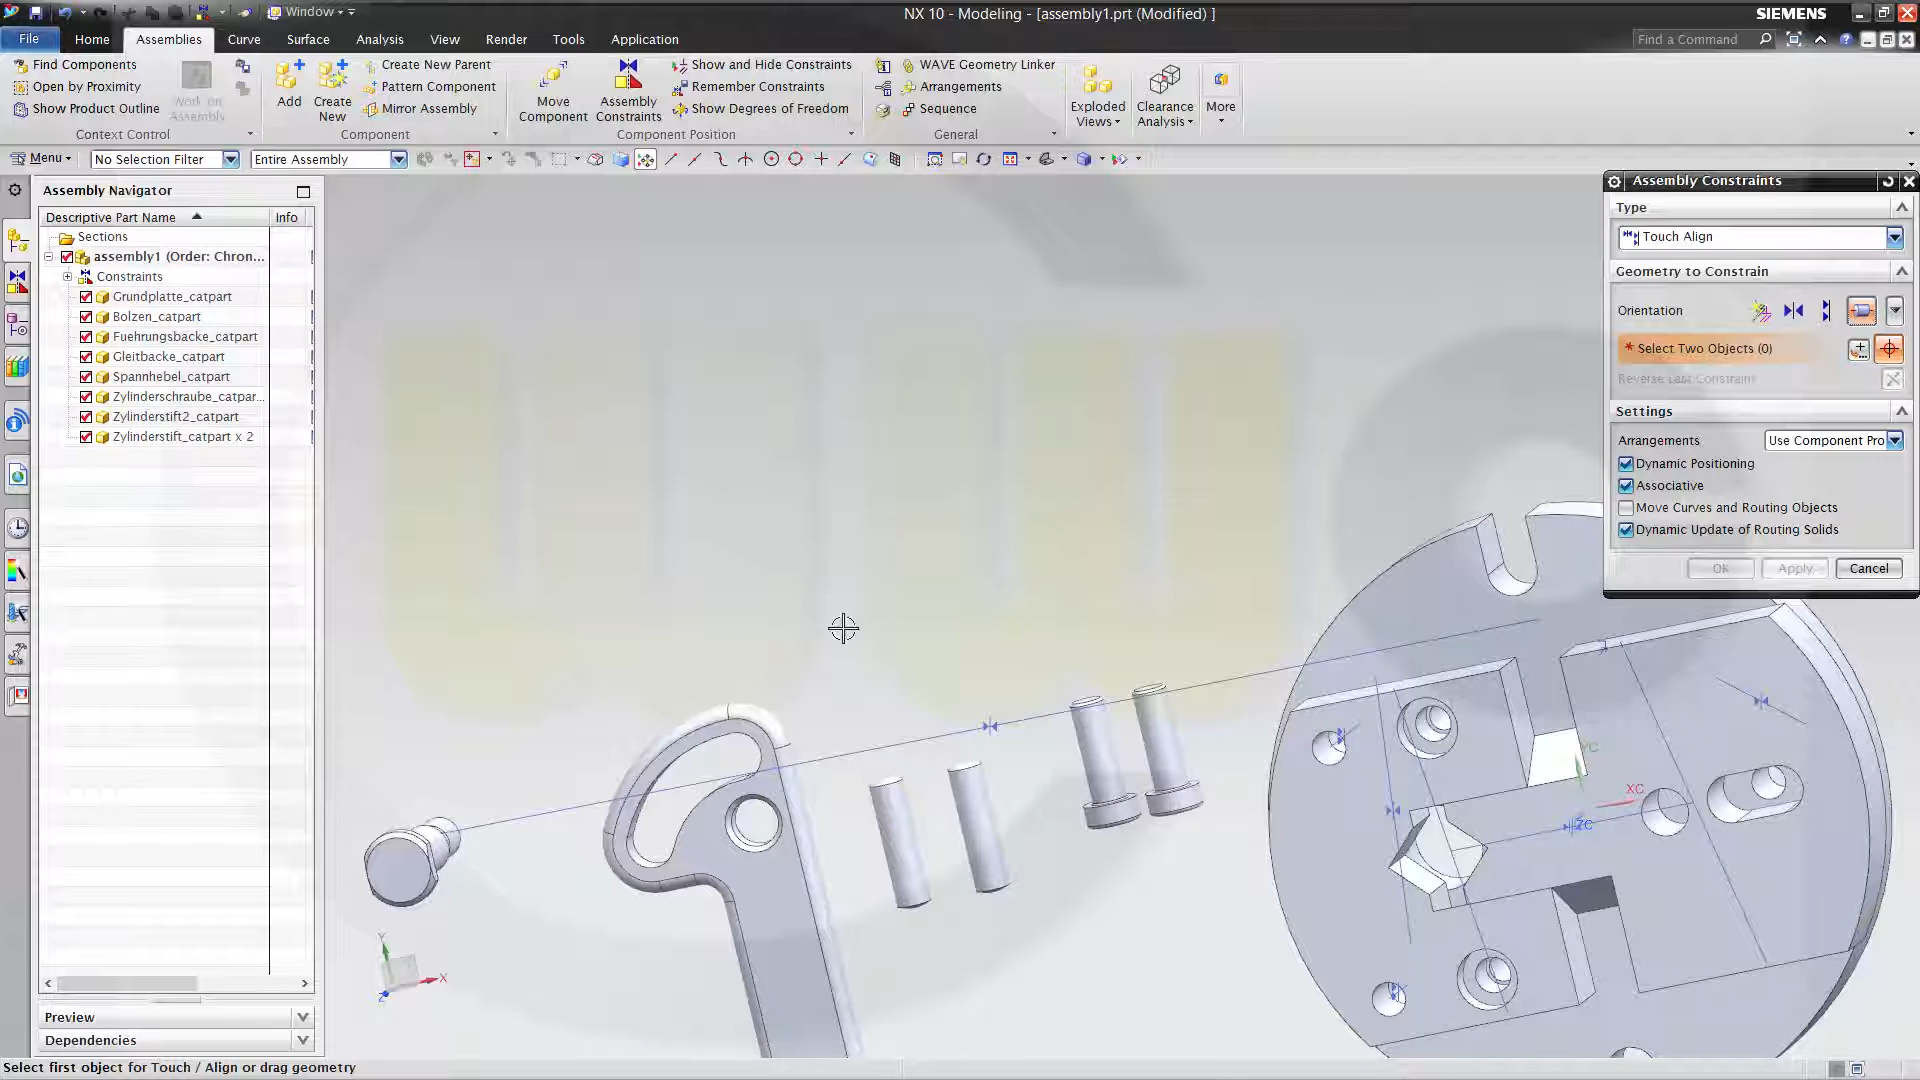 Window
NX 10 - Modeling - [assembly1.prt (Modified) ]
SIEMENS
File
Home
Assemblies
Curve
Surface
Analysis
View
Render
Tools
Application
Find a Command
Find Components
Open by Proximity
Show Product Outline
Work on
Assembly
Context Control
Add
Create
New
Create New Parent
Pattern Component
Mirror Assembly
Component
Move
Component
Assembly
Constraints
Show and Hide Constraints
Remember Constraints
Show Degrees of Freedom
Component Position
WAVE Geometry Linker
Arrangements
Sequence
General
Exploded
Views
Clearance
Analysis
More
Menu
No Selection Filter
Entire Assembly
Assembly Navigator
Descriptive Part Name
Info
Sections
assembly1 (Order: Chron...
Constraints
Grundplatte_catpart
Bolzen_catpart
Fuehrungsbacke_catpart
Gleitbacke_catpart
Spannhebel_catpart
Zylinderschraube_catpar...
Zylinderstift2_catpart
Zylinderstift_catpart x 2
Preview
Dependencies
Assembly Constraints
Type
Touch Align
Geometry to Constrain
Orientation
* Select Two Objects (0)
Reverse Last Constraint
Settings
Arrangements
Use Component Pro
Dynamic Positioning
Associative
Move Curves and Routing Objects
Dynamic Update of Routing Solids
OK
Apply
Cancel
YC
XC
ZC
Y
X
Z
Select first object for Touch / Align or drag geometry